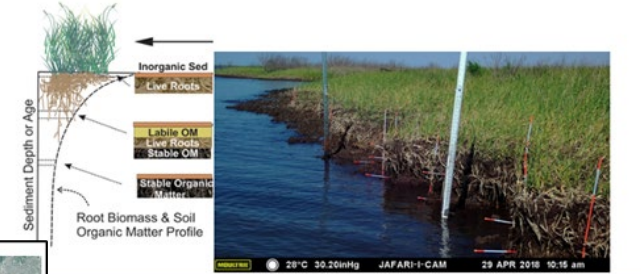 Inorganic Sed
Live Roots
Labile OM
Live Roots
Stable OM
Stable Organic
Matter
Sediment Depth or Age
Root Biomass & Soil
Organic Matter Profile
MOULTRIE 28°C 30.20inHg JAFARI-I-CAM 29 APR 2018 10:15 am